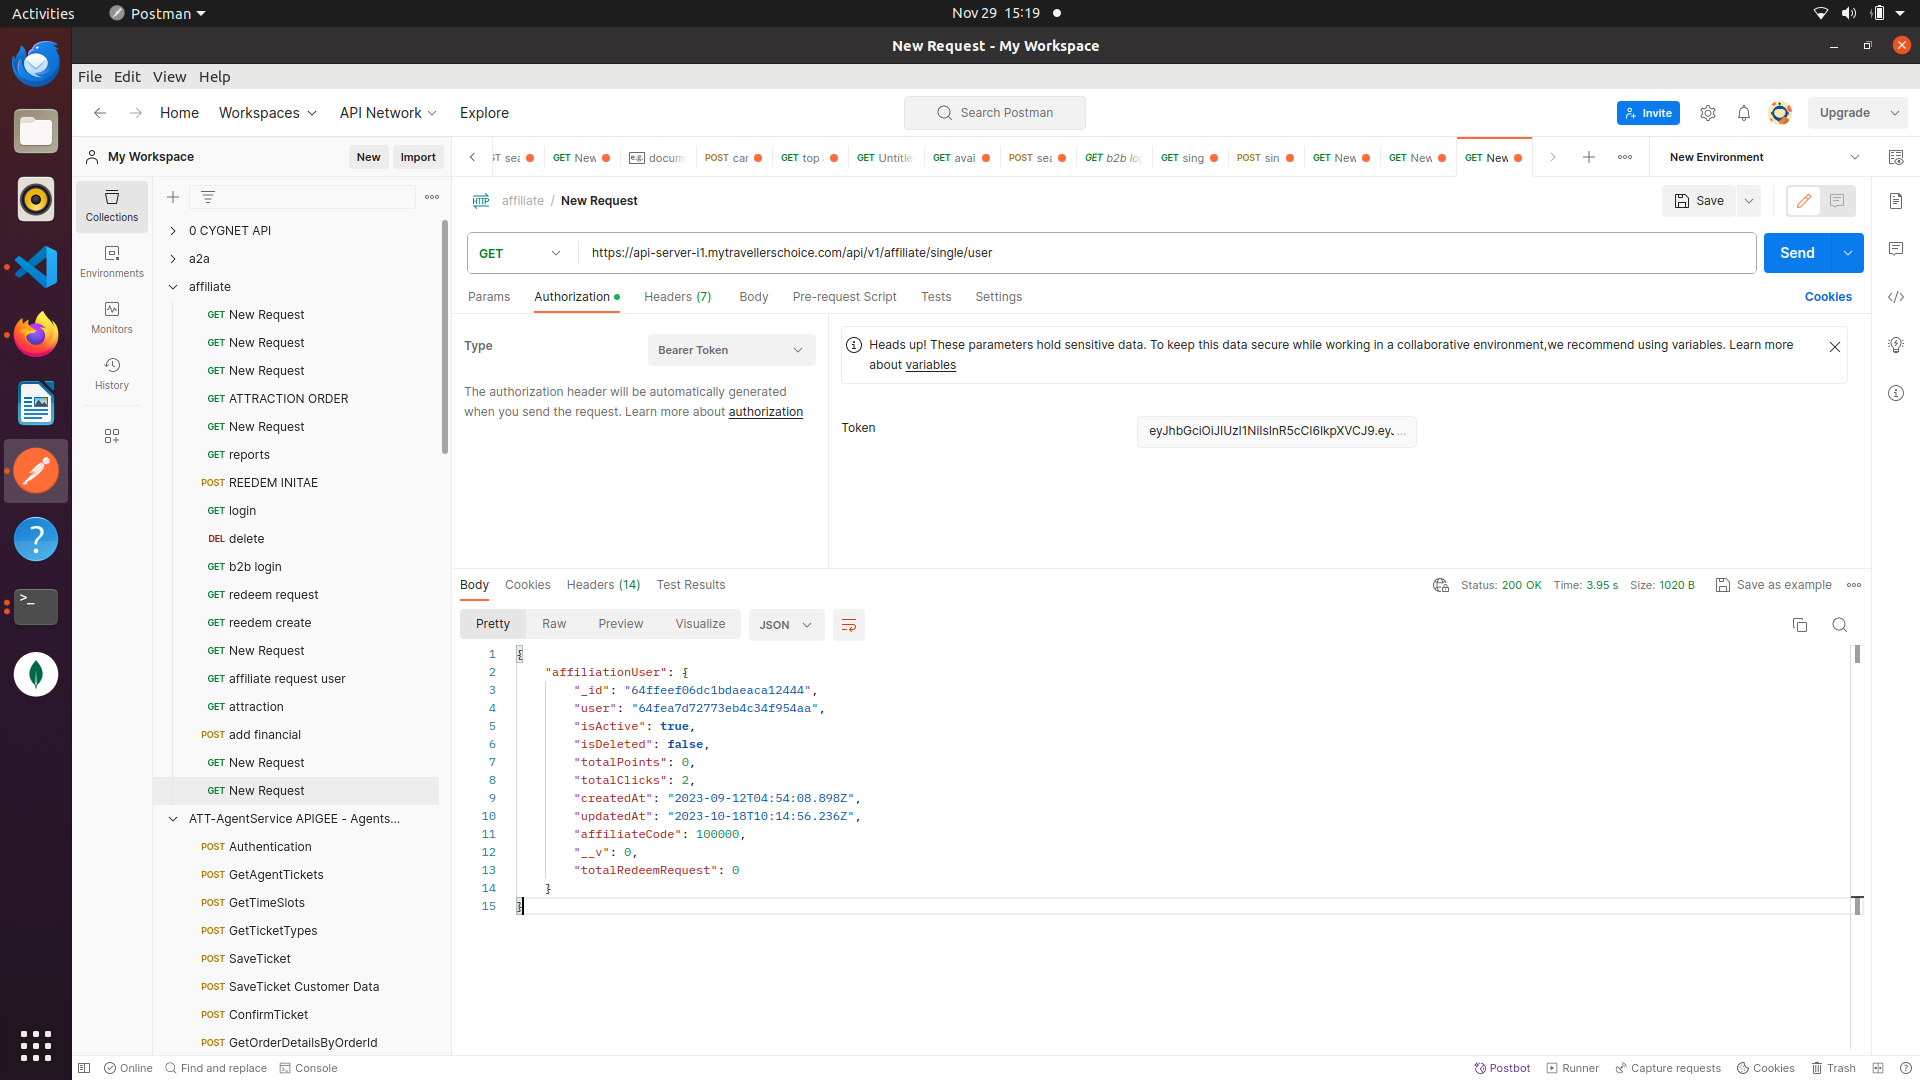 Activities
Postman
Nov 29 15:19
New Request - My Workspace
File Edit View Help
Home Workspaces API Network Explore
Search Postman
Invite
Upgrade
My Workspace
New Import
GET New
docum
POST car
GET top
GET Untitle
GET avai
POST sea
GET b2b
GET sing
POST sin
GET New
GET New
GET New
New Environment
Collections
Environments
Monitors
History
0 CYGNET API
a2a
affiliate
GET New Request
GET New Request
GET New Request
GET ATTRACTION ORDER
GET New Request
GET reports
POST REEDEM INITAE
GET login
DEL delete
GET b2b login
GET redeem request
GET reedem create
GET New Request
GET affiliate request user
GET attraction
POST add financial
GET New Request
GET New Request
ATT-AgentService APIGEE - Agents...
POST Authentication
POST GetAgentTickets
POST GetTimeSlots
POST GetTicketTypes
POST SaveTicket
POST SaveTicket Customer Data
POST ConfirmTicket
POST GetOrderDetailsByOrderId
HTTP affiliate / New Request
Save
GET https://api-server-i1.mytravellerschoice.com/api/v1/affiliate/single/user
Send
Params Authorization Headers (7) Body Pre-request Script Tests Settings
Cookies
Type
Bearer Token
The authorization header will be automatically generated
when you send the request. Learn more about authorization
Heads up! These parameters hold sensitive data. To keep this data secure while working in a collaborative environment,we recommend using variables. Learn more
about variables
Token
Body Cookies Headers (14) Test Results
Status: 200 OK Time: 3.95 s Size: 1020 B
Save as example
Pretty Raw Preview Visualize
JSON
1 {
2 "affiliationUser": {
3 "_id": "64ffeef06dc1bdaeaca12444",
4 "user": "64fea7d72773eb4c34f954aa",
5 "isActive": true,
6 "isDeleted": false,
7 "totalPoints": 0,
8 "totalClicks": 2,
9 "createdAt": "2023-09-12T04:54:08.898Z",
10 "updatedAt": "2023-10-18T10:14:56.236Z",
11 "affiliateCode": 100000,
12 "__v": 0,
13 "totalRedeemRequest": 0
14 }
15 }
Online Find and replace Console
Postbot Runner Capture requests Cookies Trash